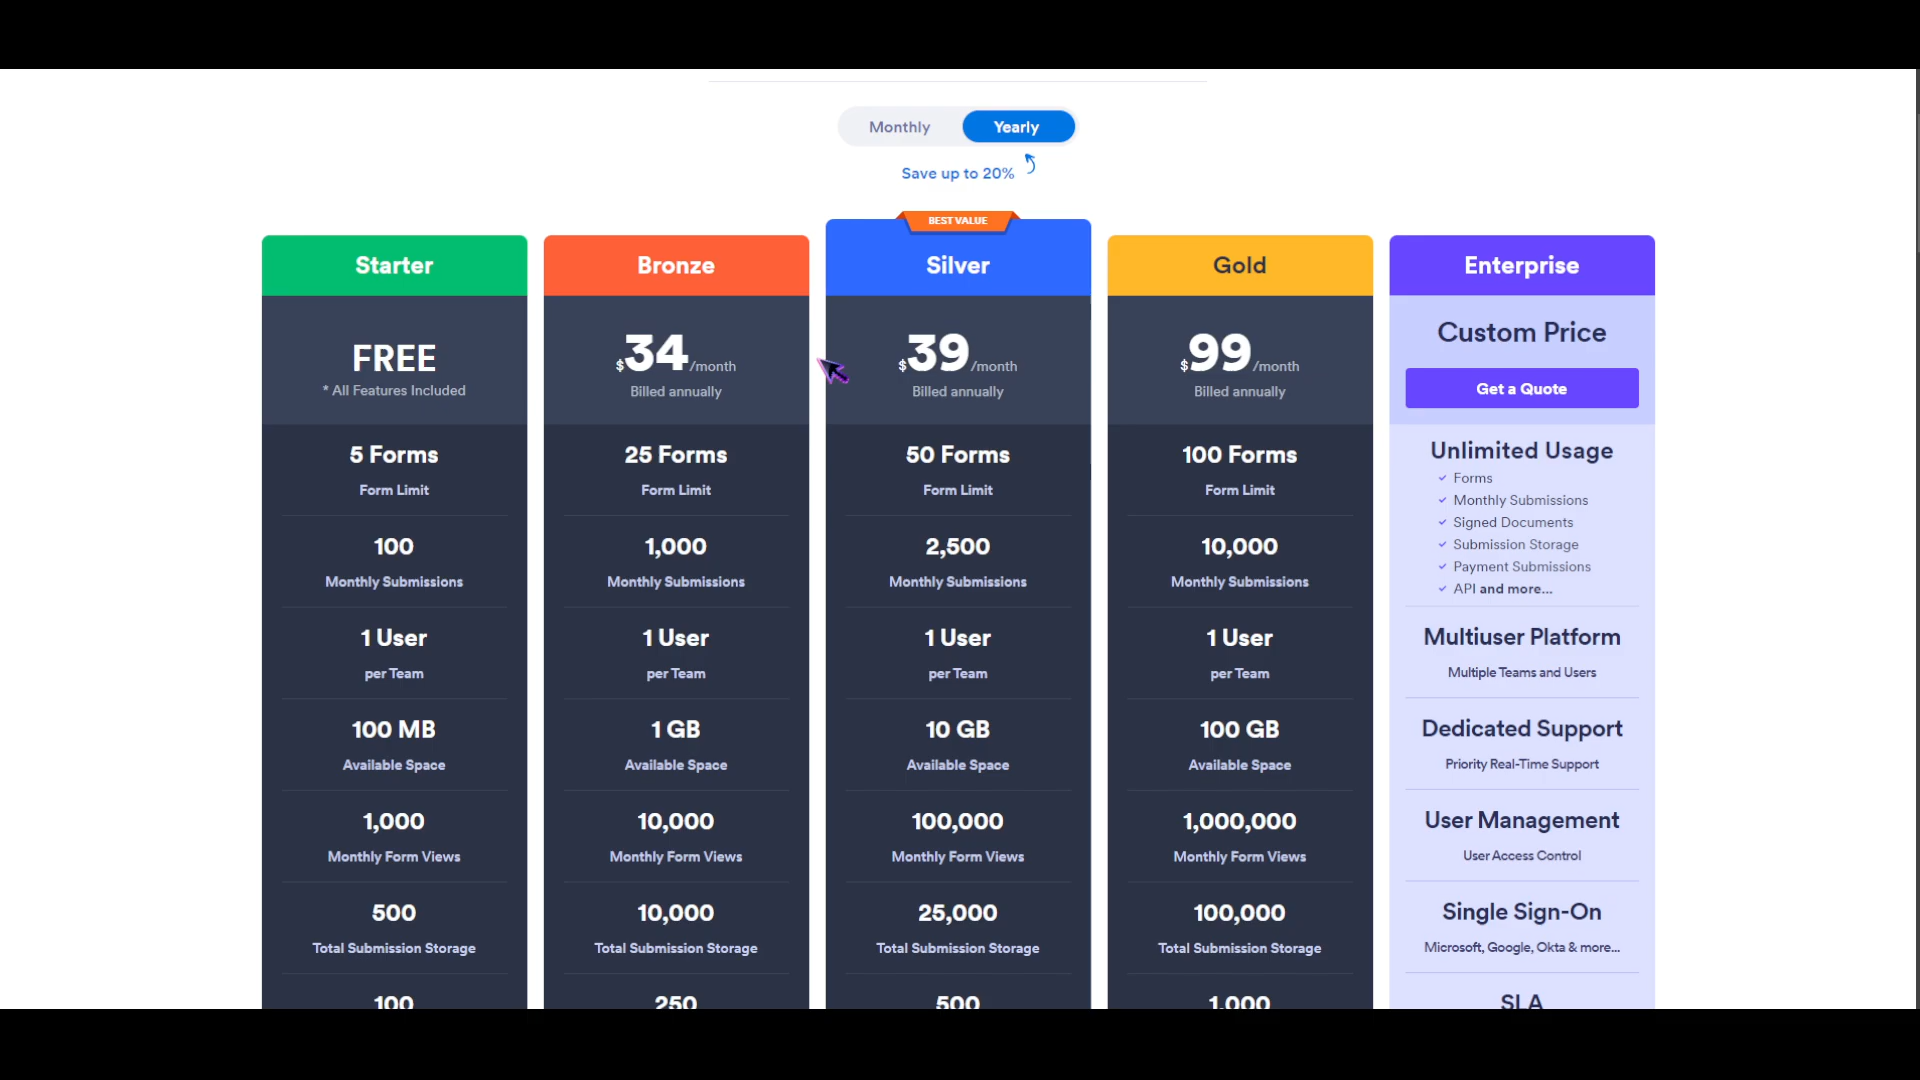 Monthly
Yearly
Save up to 20%
BEST VALUE
Starter
FREE
* All Features Included
5 Forms
Form Limit
100
Monthly Submissions
1 User
per Team
100 MB
Available Space
1,000
Monthly Form Views
500
Total Submission Storage
100
Bronze
$34/month
Billed annually
25 Forms
Form Limit
1,000
Monthly Submissions
1 User
per Team
1 GB
Available Space
10,000
Monthly Form Views
10,000
Total Submission Storage
250
Silver
$39/month
Billed annually
50 Forms
Form Limit
2,500
Monthly Submissions
1 User
per Team
10 GB
Available Space
100,000
Monthly Form Views
25,000
Total Submission Storage
500
Gold
$99/month
Billed annually
100 Forms
Form Limit
10,000
Monthly Submissions
1 User
per Team
100 GB
Available Space
1,000,000
Monthly Form Views
100,000
Total Submission Storage
1,000
Enterprise
Custom Price
Get a Quote
Unlimited Usage
Forms
Monthly Submissions
Signed Documents
Submission Storage
Payment Submissions
API and more...
Multiuser Platform
Multiple Teams and Users
Dedicated Support
Priority Real-Time Support
User Management
User Access Control
Single Sign-On
Microsoft, Google, Okta & more...
SLA